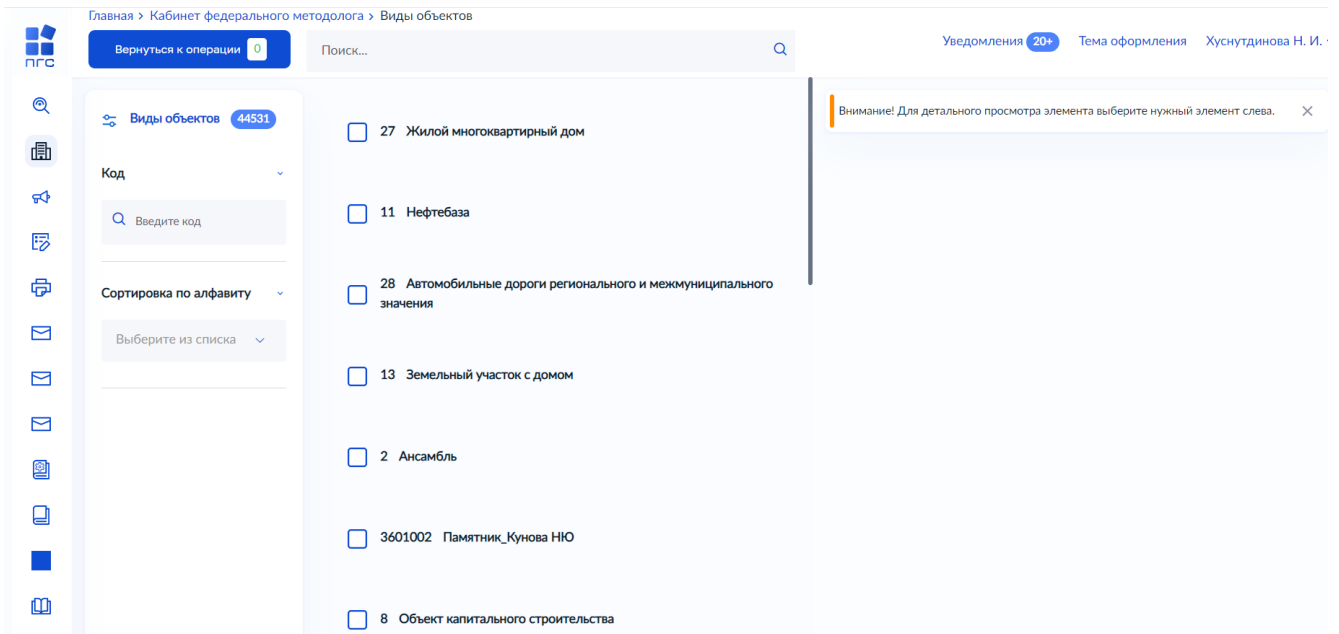 Главная > Кабинет федерального методолога > Виды объектов
пгс
Вернуться к операции 0
Поиск...
Уведомления 20+ Тема оформления Хуснутдинова Н. И.
Виды объектов 44531
Код
Введите код
Сортировка по алфавиту
Выберите из списка
27 Жилой многоквартирный дом
11 Нефтебаза
28 Автомобильные дороги регионального и межмуниципального
значения
13 Земельный участок с домом
2 Ансамбль
3601002 Памятник_Кунова НЮ
8 Объект капитального строительства
Внимание! Для детального просмотра элемента выберите нужный элемент слева.